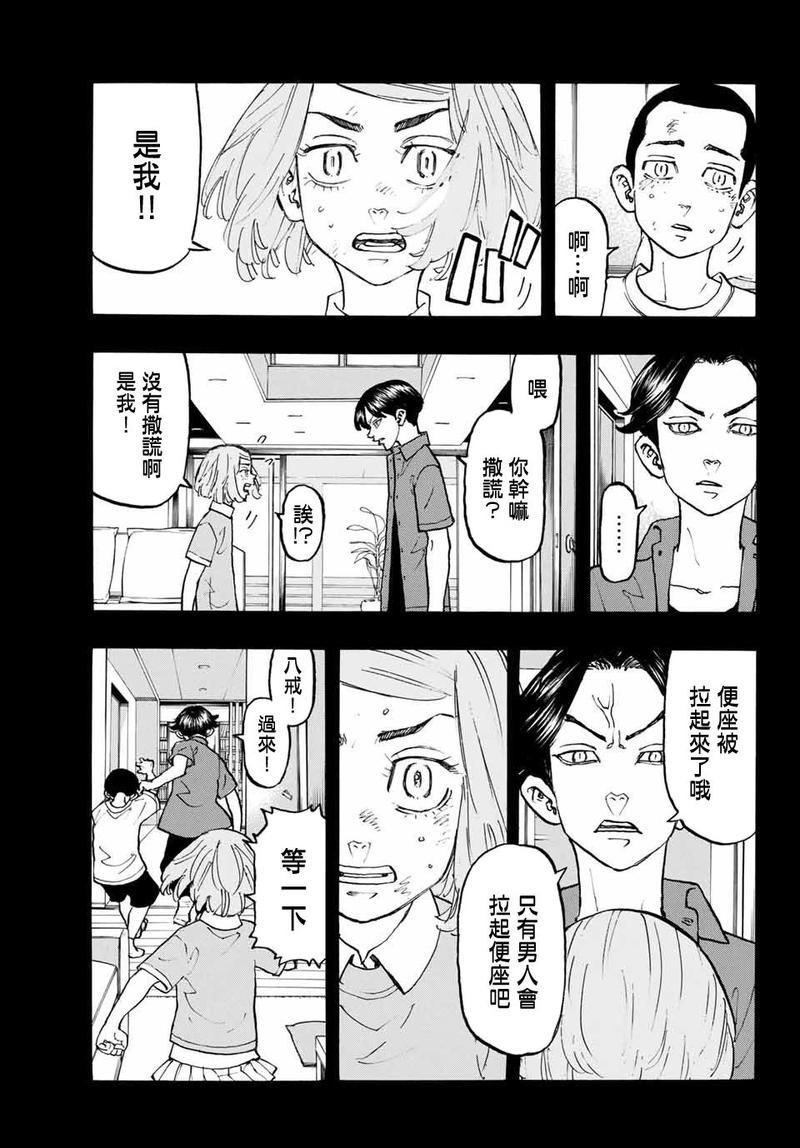 啊…啊
是我!!
……
喂
你幹嘛
撒謊?
誒!?
沒有撒謊啊
是我!
便座被
拉起來了哦
只有男人會
拉起便座吧
八戒!
過來!
等一下